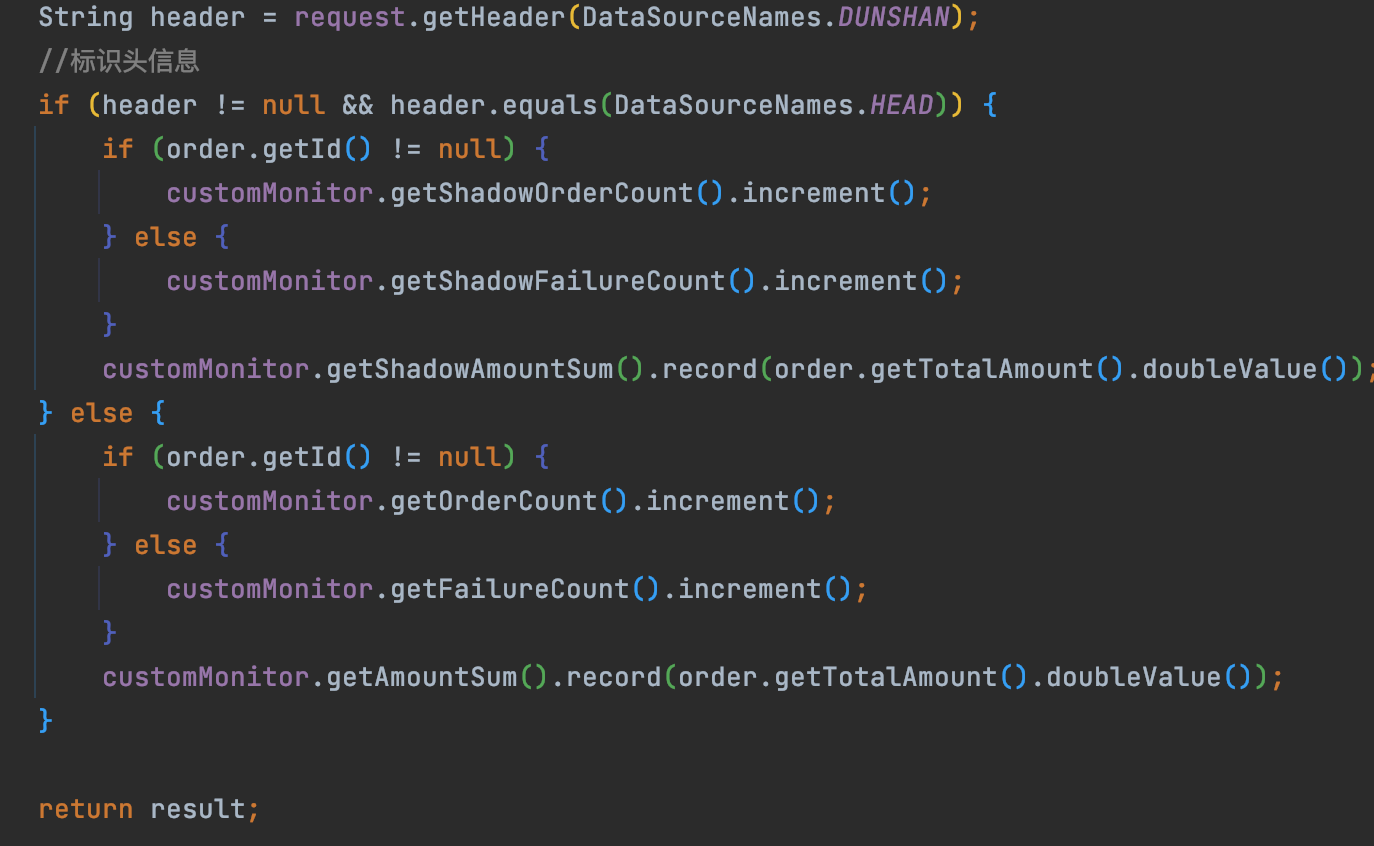 String header = request.getHeader(DataSourceNames.DUNSHAN);
//标识头信息
if (header != null && header.equals(DataSourceNames.HEAD)) {
if (order.getId() != null) {
customMonitor.getShadowOrderCount().increment();
} else {
customMonitor.getShadowFailureCount().increment();
}
customMonitor.getShadowAmountSum().record(order.getTotalAmount().doubleValue());
} else {
if (order.getId() != null) {
customMonitor.getOrderCount().increment();
} else {
customMonitor.getFailureCount().increment();
}
customMonitor.getAmountSum().record(order.getTotalAmount().doubleValue());
}
return result;